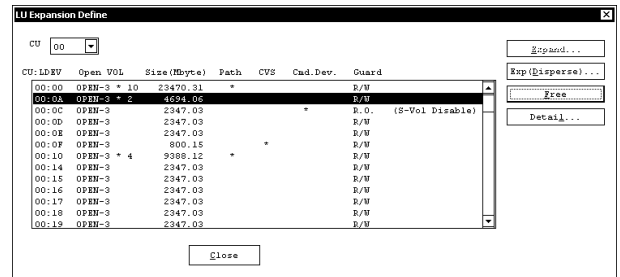 LU Expansion Define
CU 00
Expand...
CU:LDEV Open VOL Size(Mbyte) Path CVS Cmd.Dev. Guard
Exp(Disperse)...
00:00 OPEN-3 * 10 23470.31 * R/W
00:0A OPEN-3 * 2 4694.06 R/W
Free
00:0C OPEN-3 2347.03 * R.O. (S-Vol Disable)
00:0D OPEN-3 2347.03 R/W
Detail...
00:0E OPEN-3 2347.03 R/W
00:0F OPEN-3 800.15 * R/W
00:10 OPEN-3 * 4 9388.12 * R/W
00:14 OPEN-3 2347.03 R/W
00:15 OPEN-3 2347.03 R/W
00:16 OPEN-3 2347.03 R/W
00:17 OPEN-3 2347.03 R/W
00:18 OPEN-3 2347.03 R/W
00:19 OPEN-3 2347.03 R/W
Close